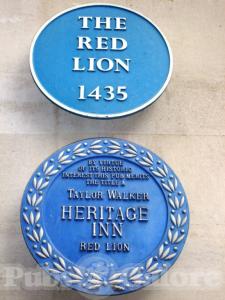 THE
RED
LION
1435
BY VIRTUE
OF ITS HISTORIC
INTEREST THIS PUB MERITS
THE TITLE A
TAYLOR WALKER
HERITAGE
INN
RED LION